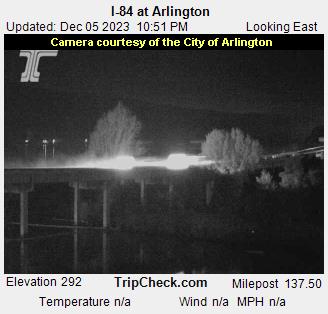 I-84 at Arlington
Updated: Dec 05 2023 10:51 PM Looking East
Camera courtesy of the City of Arlington
Elevation 292 TripCheck.com Milepost 137.50
Temperature n/a Wind n/a MPH n/a